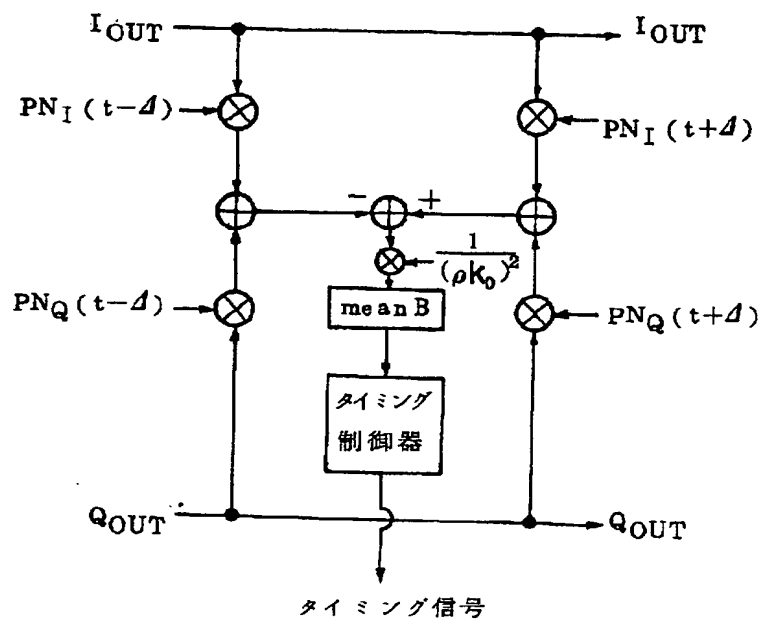 I_OUT I_OUT
PN_I (t−Δ) PN_I (t+Δ)
− +
1/(ρk₀)²
PN_Q (t−Δ) mean B PN_Q (t+Δ)
タイミング
制御器
Q_OUT Q_OUT
タイミング信号